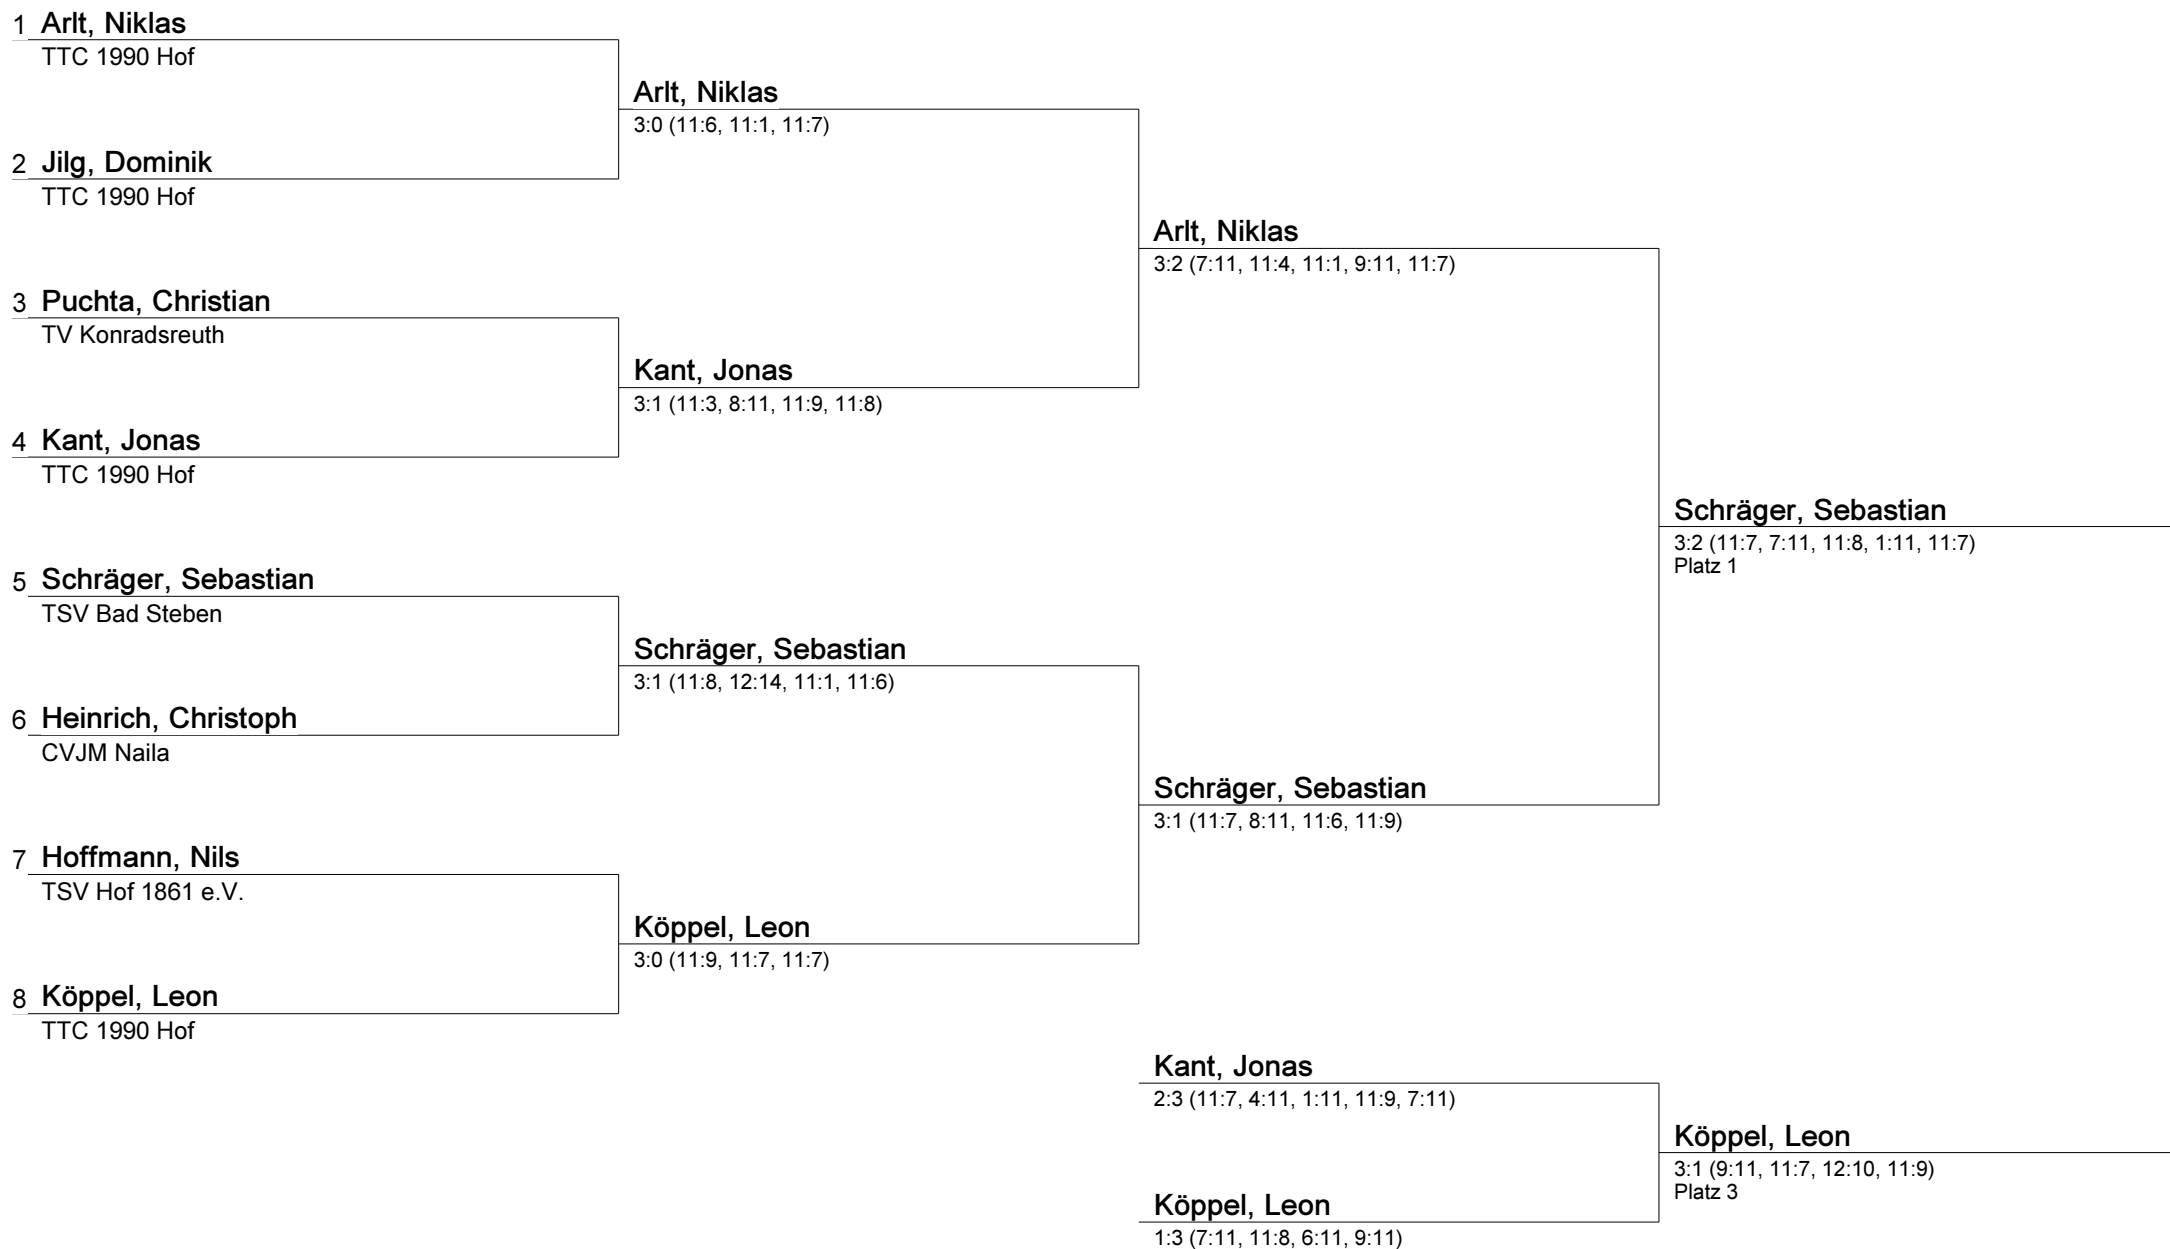 1 Arlt, Niklas
TTC 1990 Hof
Arlt, Niklas
3:0 (11:6, 11:1, 11:7)
2 Jilg, Dominik
TTC 1990 Hof
Arlt, Niklas
3:2 (7:11, 11:4, 11:1, 9:11, 11:7)
3 Puchta, Christian
TV Konradsreuth
Kant, Jonas
3:1 (11:3, 8:11, 11:9, 11:8)
4 Kant, Jonas
TTC 1990 Hof
Schräger, Sebastian
3:2 (11:7, 7:11, 11:8, 1:11, 11:7)
Platz 1
5 Schräger, Sebastian
TSV Bad Steben
Schräger, Sebastian
3:1 (11:8, 12:14, 11:1, 11:6)
6 Heinrich, Christoph
CVJM Naila
Schräger, Sebastian
3:1 (11:7, 8:11, 11:6, 11:9)
7 Hoffmann, Nils
TSV Hof 1861 e.V.
Köppel, Leon
3:0 (11:9, 11:7, 11:7)
8 Köppel, Leon
TTC 1990 Hof
Kant, Jonas
2:3 (11:7, 4:11, 1:11, 11:9, 7:11)
Köppel, Leon
3:1 (9:11, 11:7, 12:10, 11:9)
Platz 3
Köppel, Leon
1:3 (7:11, 11:8, 6:11, 9:11)